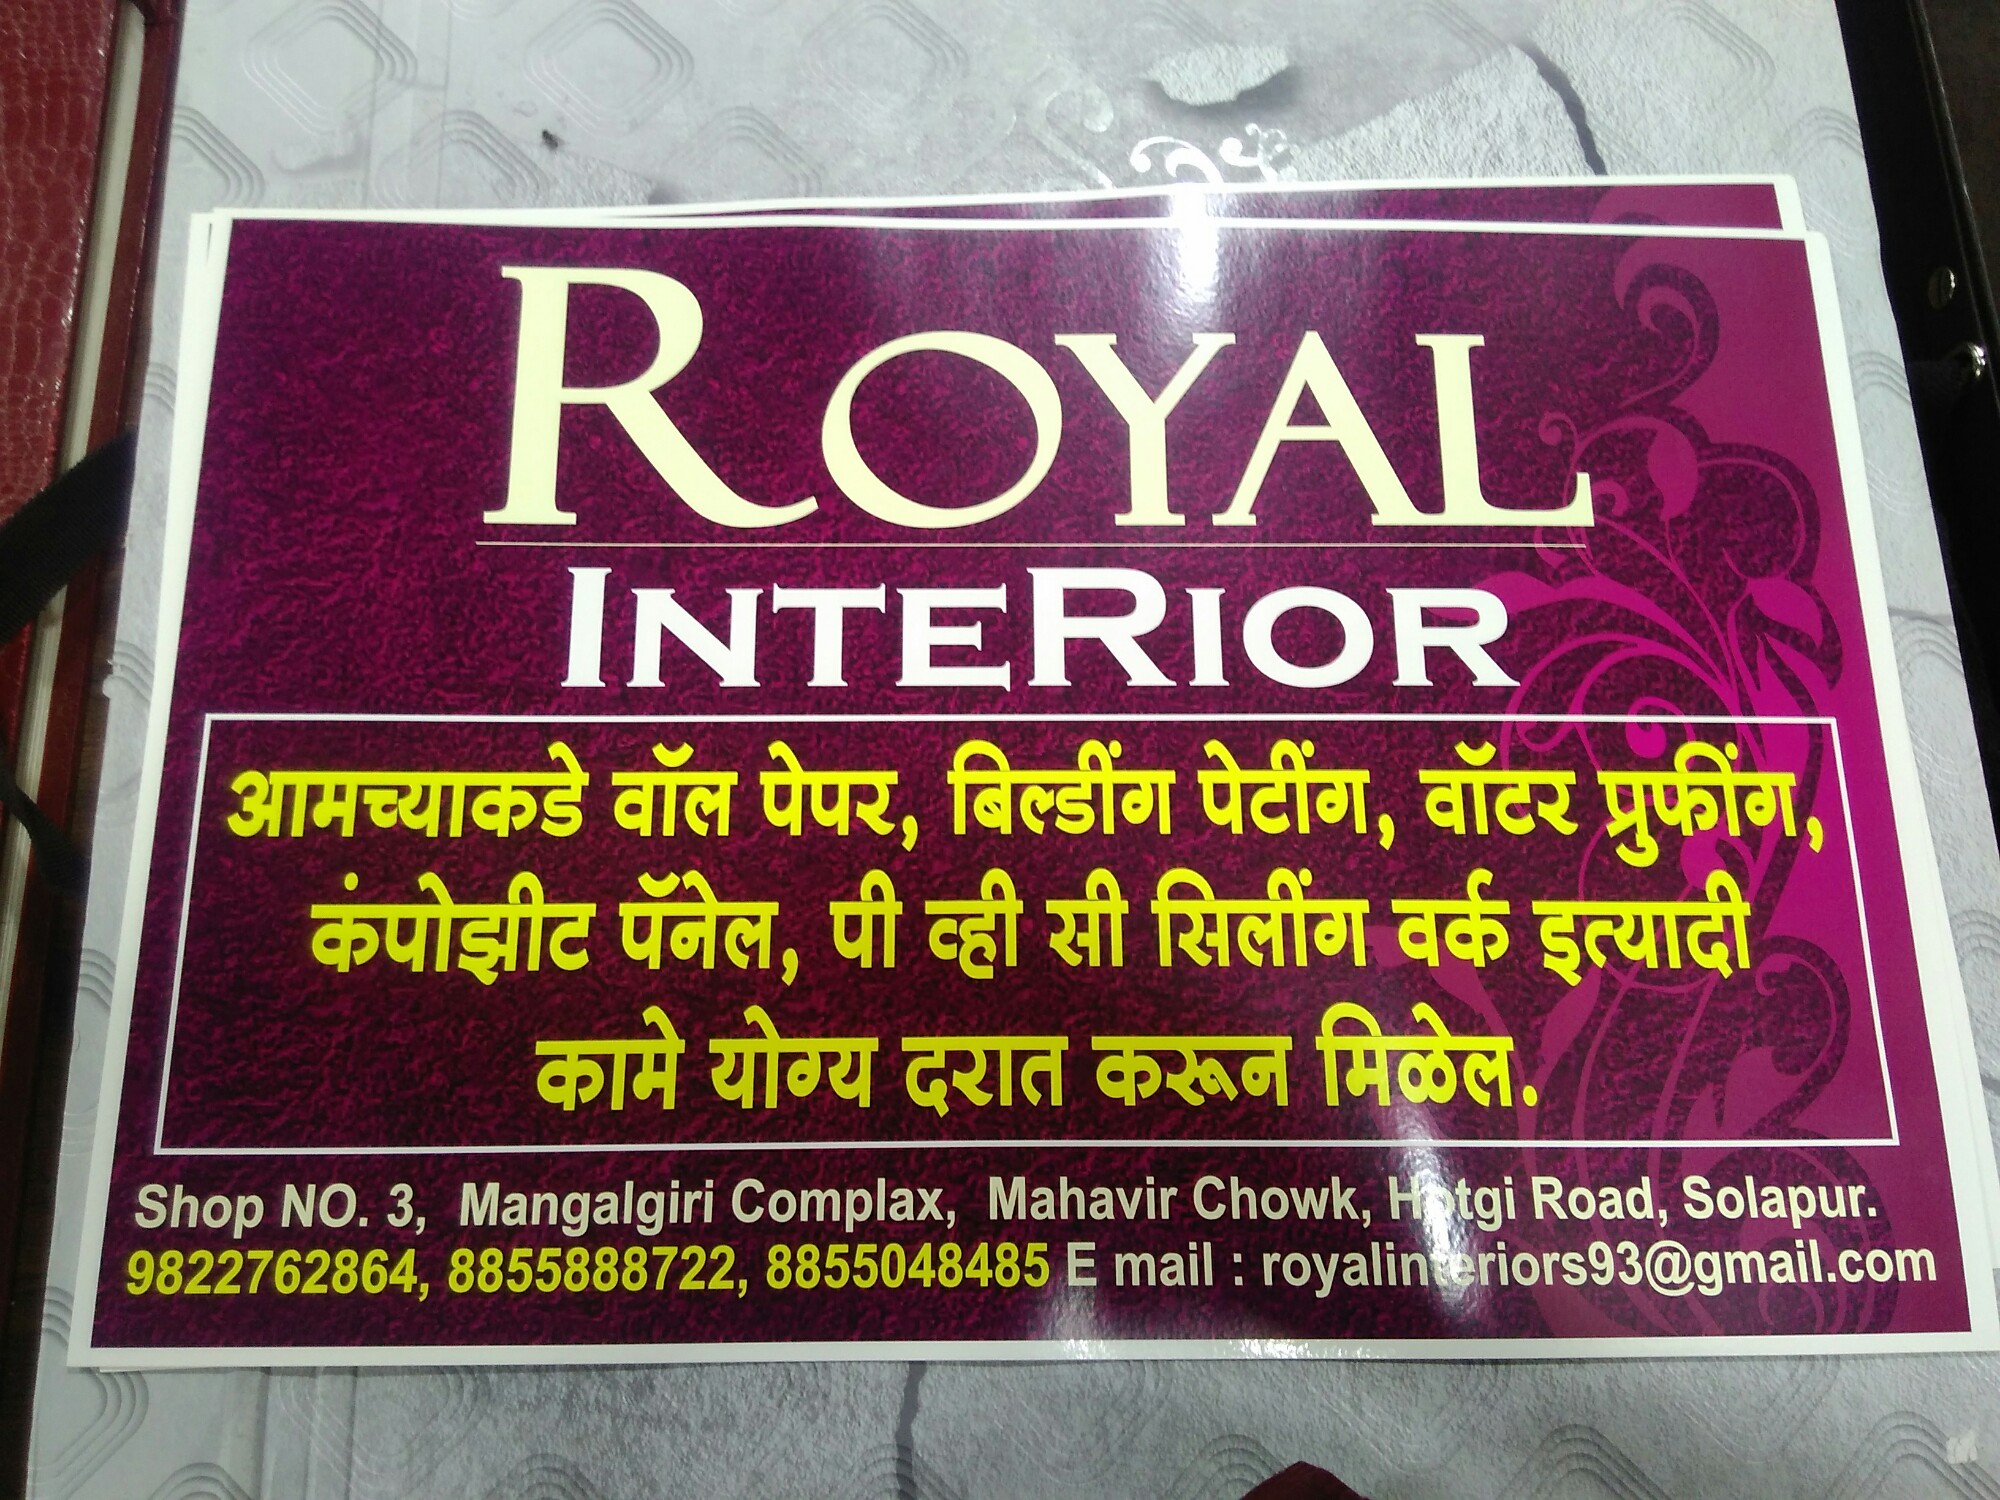 ROYAL
INTERIOR
आमच्याकडे वॉल पेपर, बिल्डींग पेटींग, वॉटर प्रुफींग,
कंपोझीट पॅनेल, पी व्ही सी सिलींग वर्क इत्यादी
कामे योग्य दरात करून मिळेल.
Shop NO. 3, Mangalgiri Complax, Mahavir Chowk, Hotgi Road, Solapur.
9822762864, 8855888722, 8855048485 E mail : royalinteriors93@gmail.com